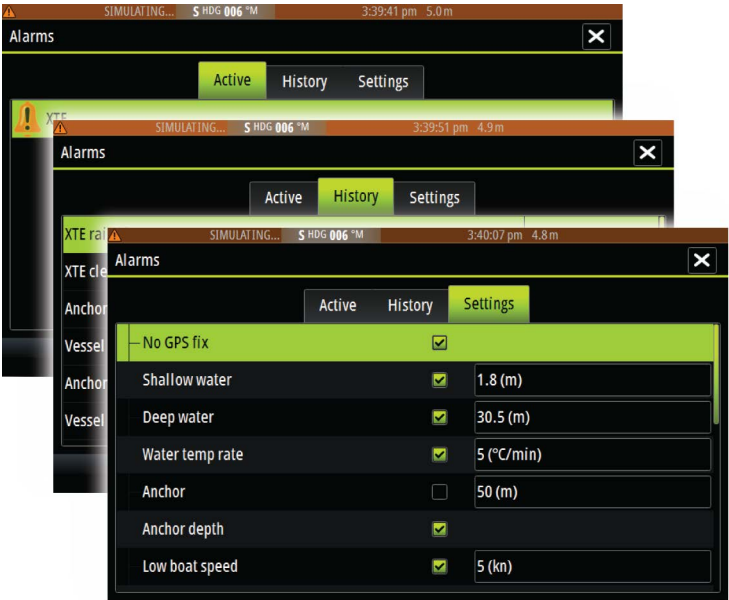 SIMULATING... S HDG 006 °M 3:39:41 pm 5.0 m
Alarms
Active History Settings
XTE
SIMULATING... S HDG 006 °M 3:39:51 pm 4.9 m
Alarms
Active History Settings
XTE rai
XTE cle
Anchor
Vessel
Anchor
Vessel
SIMULATING... S HDG 006 °M 3:40:07 pm 4.8 m
Alarms
Active History Settings
No GPS fix
Shallow water 1.8 (m)
Deep water 30.5 (m)
Water temp rate 5 (°C/min)
Anchor 50 (m)
Anchor depth
Low boat speed 5 (kn)